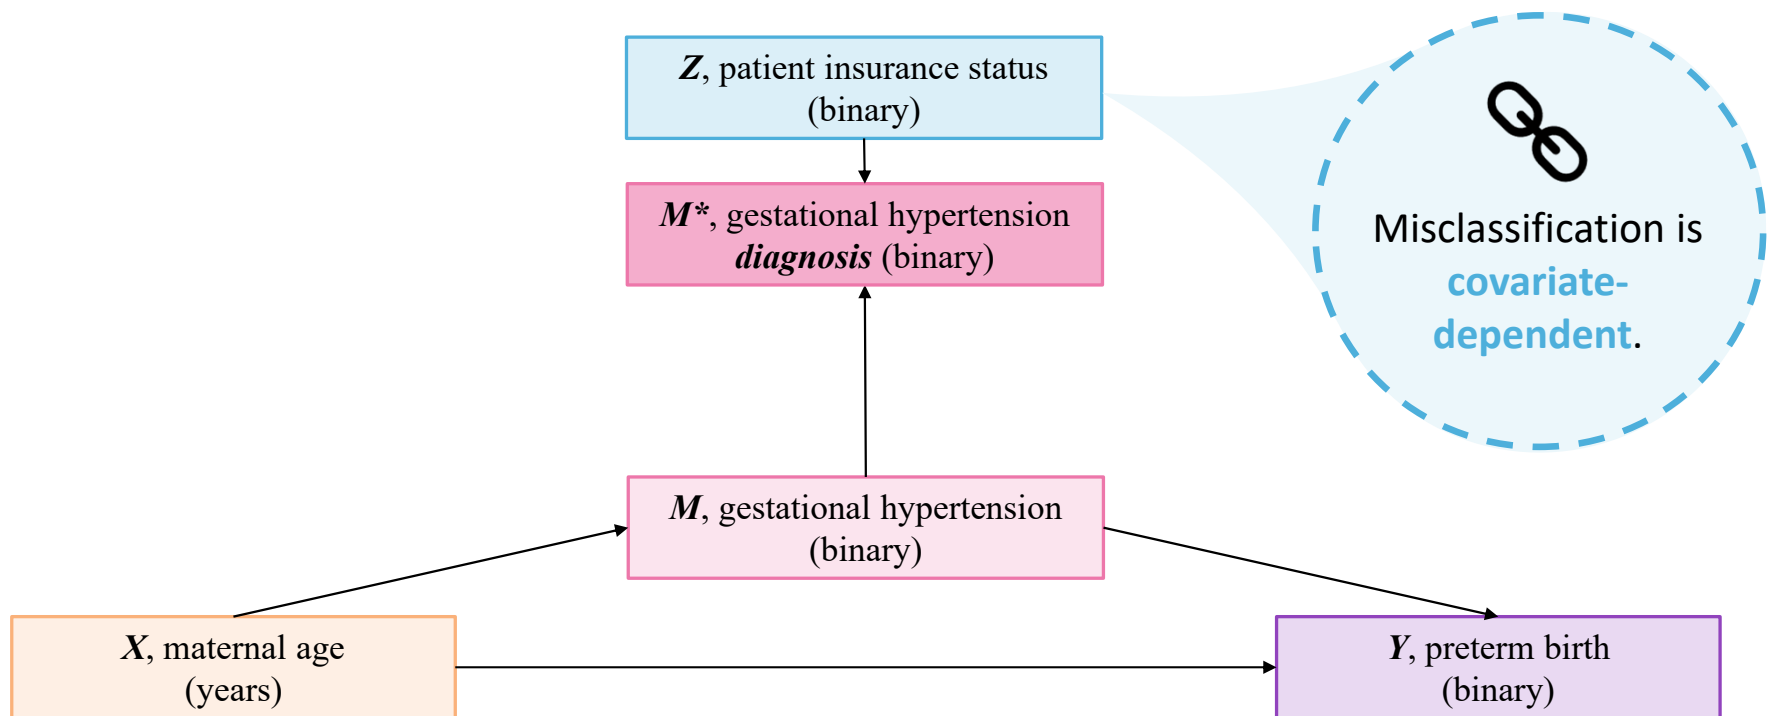 Z, patient insurance status
(binary)
M*, gestational hypertension
diagnosis (binary)
Misclassification is
covariate-
dependent.
M, gestational hypertension
(binary)
X, maternal age
(years)
Y, preterm birth
(binary)